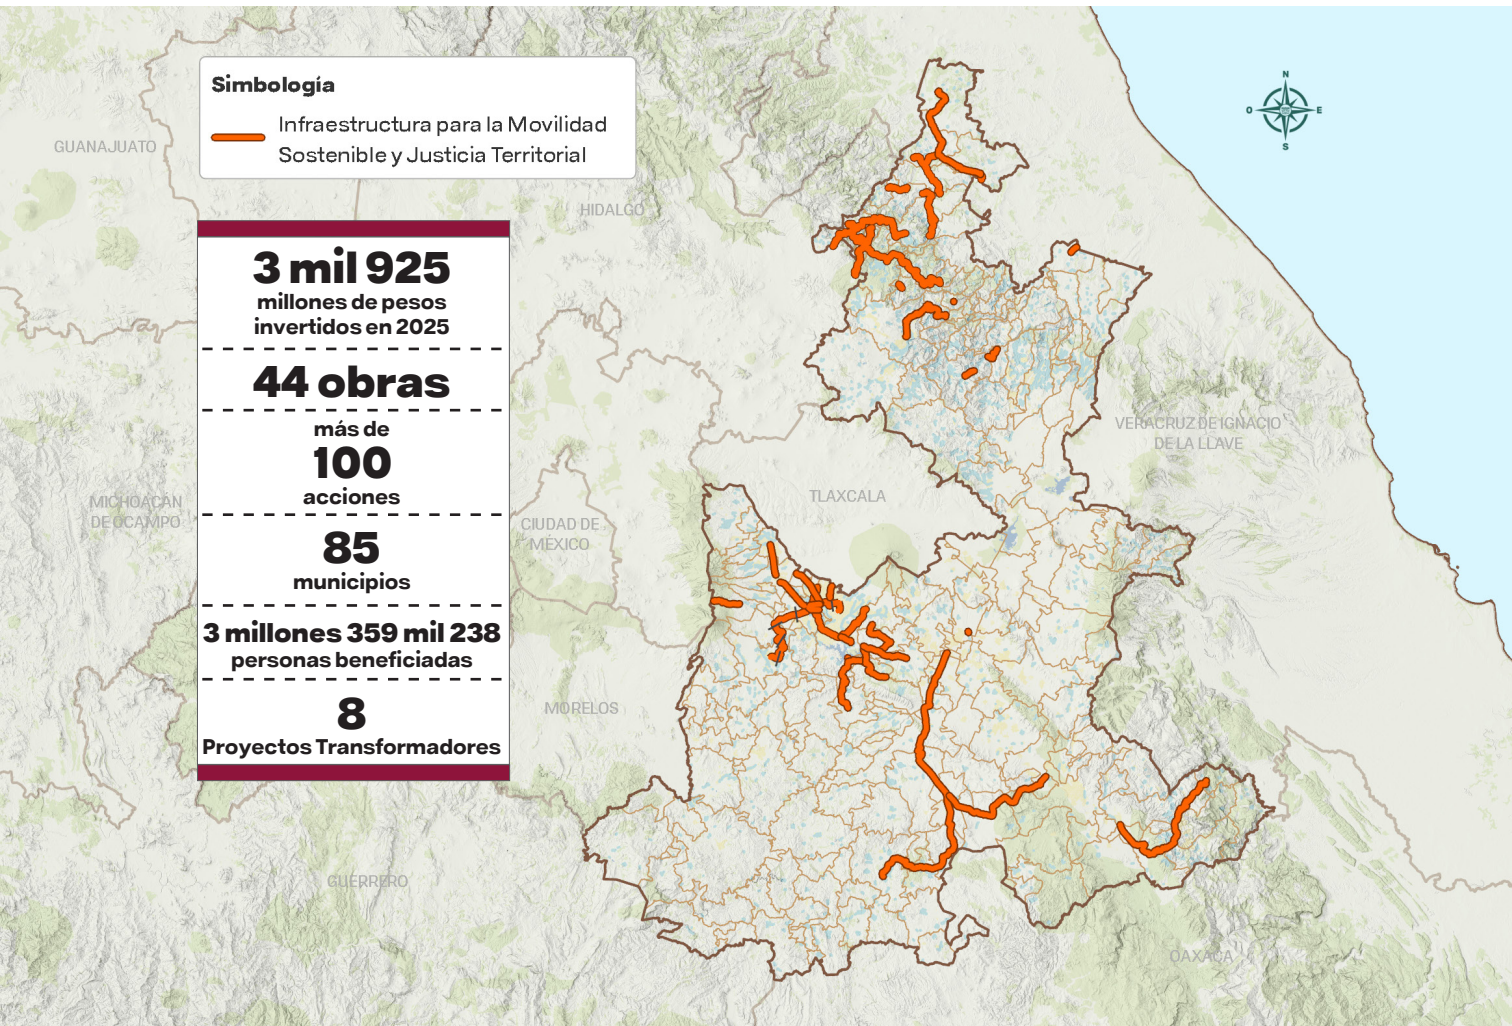 Simbología
Infraestructura para la Movilidad
Sostenible y Justicia Territorial
3 mil 925
millones de pesos
invertidos en 2025
44 obras
más de
100
acciones
85
municipios
3 millones 359 mil 238
personas beneficiadas
8
Proyectos Transformadores
GUANAJUATO
HIDALGO
MICHOACÁN
DE OCAMPO
CIUDAD DE
MÉXICO
TLAXCALA
VERACRUZ DE IGNACIO
DE LA LLAVE
MORELOS
GUERRERO
OAXACA
N
O
E
S